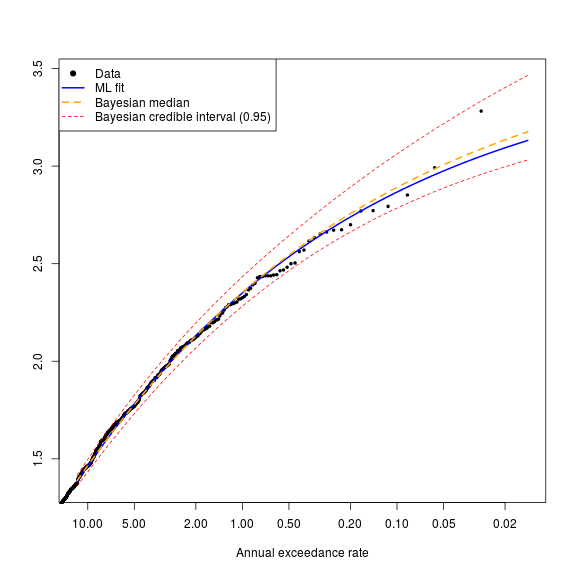 3.5
3.0
2.5
2.0
1.5
Data
ML fit
Bayesian median
Bayesian credible interval (0.95)
10.00 5.00 2.00 1.00 0.50 0.20 0.10 0.05 0.02
Annual exceedance rate